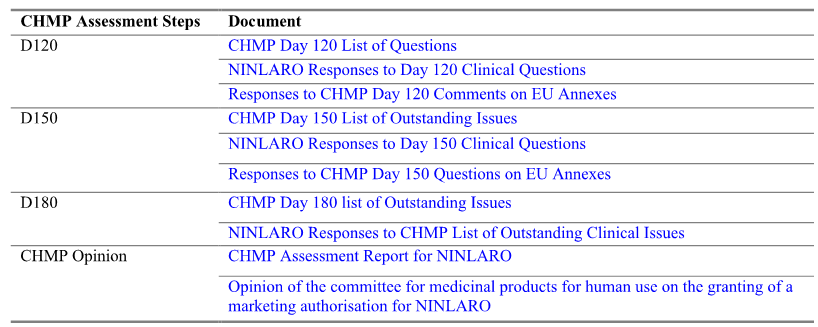 CHMP Assessment Steps Document
D120 CHMP Day 120 List of Questions
NINLARO Responses to Day 120 Clinical Questions
Responses to CHMP Day 120 Comments on EU Annexes
D150 CHMP Day 150 List of Outstanding Issues
NINLARO Responses to Day 150 Clinical Questions
Responses to CHMP Day 150 Questions on EU Annexes
D180 CHMP Day 180 list of Outstanding Issues
NINLARO Responses to CHMP List of Outstanding Clinical Issues
CHMP Opinion CHMP Assessment Report for NINLARO
Opinion of the committee for medicinal products for human use on the granting of a
marketing authorisation for NINLARO